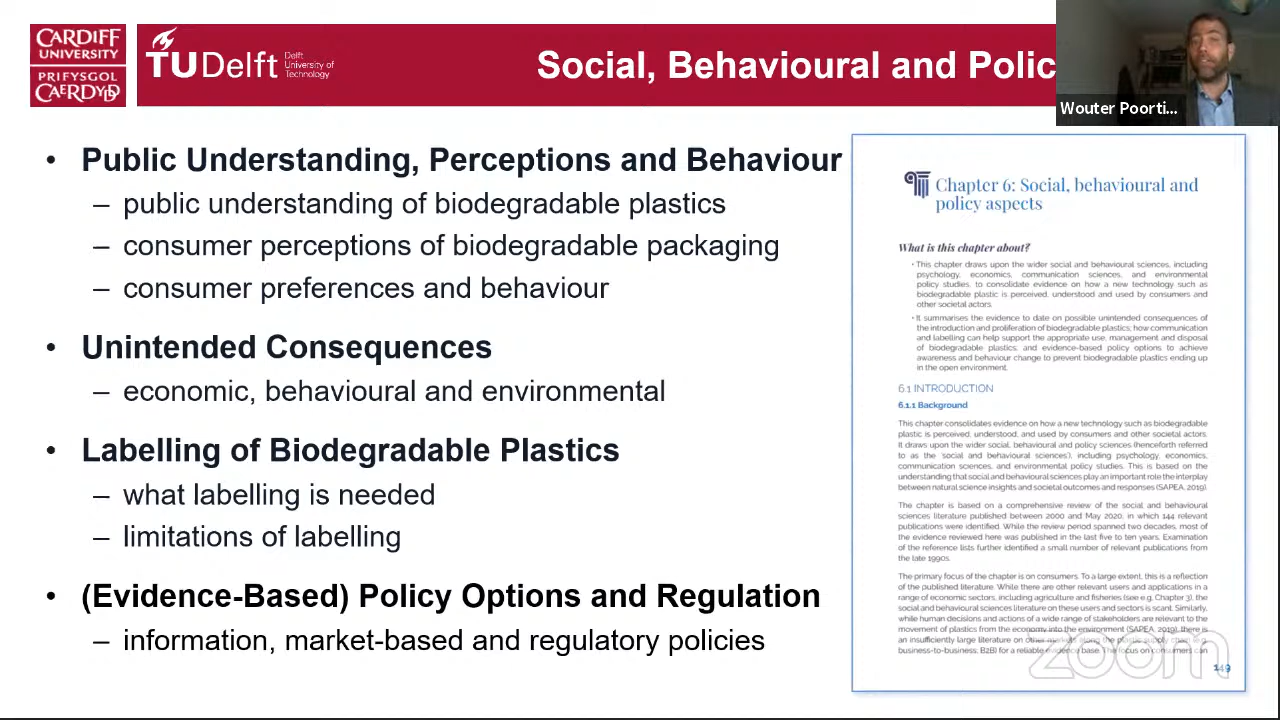 CARDIFF
UNIVERSITY
PRIFYSGOL
CAERDYDD
TUDelft
Delft
University of
Technology
Social, Behavioural and Polic
Wouter Poorti...
• Public Understanding, Perceptions and Behaviour
– public understanding of biodegradable plastics
– consumer perceptions of biodegradable packaging
– consumer preferences and behaviour
• Unintended Consequences
– economic, behavioural and environmental
• Labelling of Biodegradable Plastics
– what labelling is needed
– limitations of labelling
• (Evidence-Based) Policy Options and Regulation
– information, market-based and regulatory policies
Chapter 6: Social, behavioural and
policy aspects
What is this chapter about?
• This chapter draws upon the wider social and behavioural sciences, including
psychology, economics, communication sciences, and environmental
policy studies, to consolidate evidence on how a new technology such as
biodegradable plastic is perceived, understood and used by consumers and
other societal actors.
• It summarises the evidence to date on possible unintended consequences of
the introduction and proliferation of biodegradable plastics; how communication
and labelling can help support the appropriate use, management and disposal
of biodegradable plastics; and evidence-based policy options to achieve
awareness and behaviour change to prevent biodegradable plastics ending up
in the open environment.
6.1 INTRODUCTION
6.1.1 Background
This chapter consolidates evidence on how a new technology such as biodegradable
plastic is perceived, understood, and used by consumers and other societal actors.
It draws upon the wider social, behavioural and policy sciences (henceforth referred
to as the 'social and behavioural sciences'), including psychology, economics,
communication sciences, and environmental policy studies. This is based on the
understanding that social and behavioural sciences play an important role the interplay
between natural science insights and societal outcomes and responses (SAPEA, 2019).
The chapter is based on a comprehensive review of the social and behavioural
sciences literature published between 2000 and May 2020, in which 144 relevant
publications were identified. While the review period spanned two decades, most of
the evidence reviewed here was published in the last five to ten years. Examination
of the reference lists further identified a small number of relevant publications from
the late 1990s.
The primary focus of the chapter is on consumers. To a large extent, this is a reflection
of the published literature. While there are other relevant users and applications in a
range of economic sectors, including agriculture and fisheries (see e.g. Chapter 3), the
social and behavioural sciences literature on these users and sectors is scant. Similarly,
while human decisions and actions of a wide range of stakeholders are relevant to the
movement of plastics from the economy into the environment (SAPEA, 2019), there is
an insufficiently large literature on other markets along the plastic supply chain (e.g.
business-to-business; B2B) for a reliable evidence base. The focus on consumers can
149
zoom